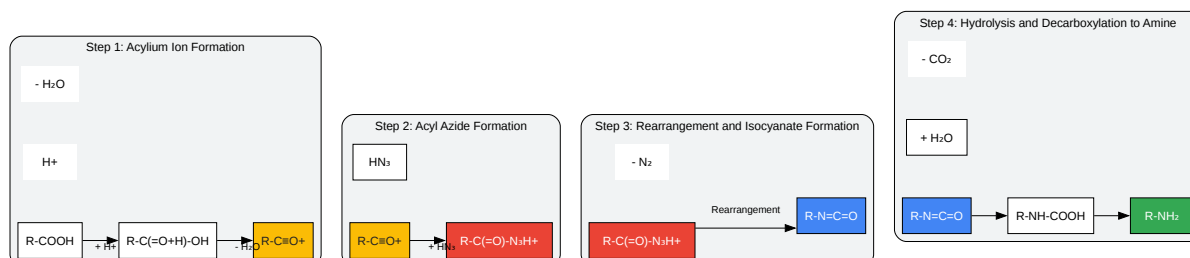 Step 1: Acylium Ion Formation
- H₂O
H+
R-COOH
+ H+
R-C(=O+H)-OH
- H₂O
R-C≡O+
Step 2: Acyl Azide Formation
HN₃
R-C≡O+
+ HN₃
R-C(=O)-N₃H+
Step 3: Rearrangement and Isocyanate Formation
- N₂
R-C(=O)-N₃H+
Rearrangement
R-N=C=O
Step 4: Hydrolysis and Decarboxylation to Amine
- CO₂
+ H₂O
R-N=C=O
R-NH-COOH
R-NH₂